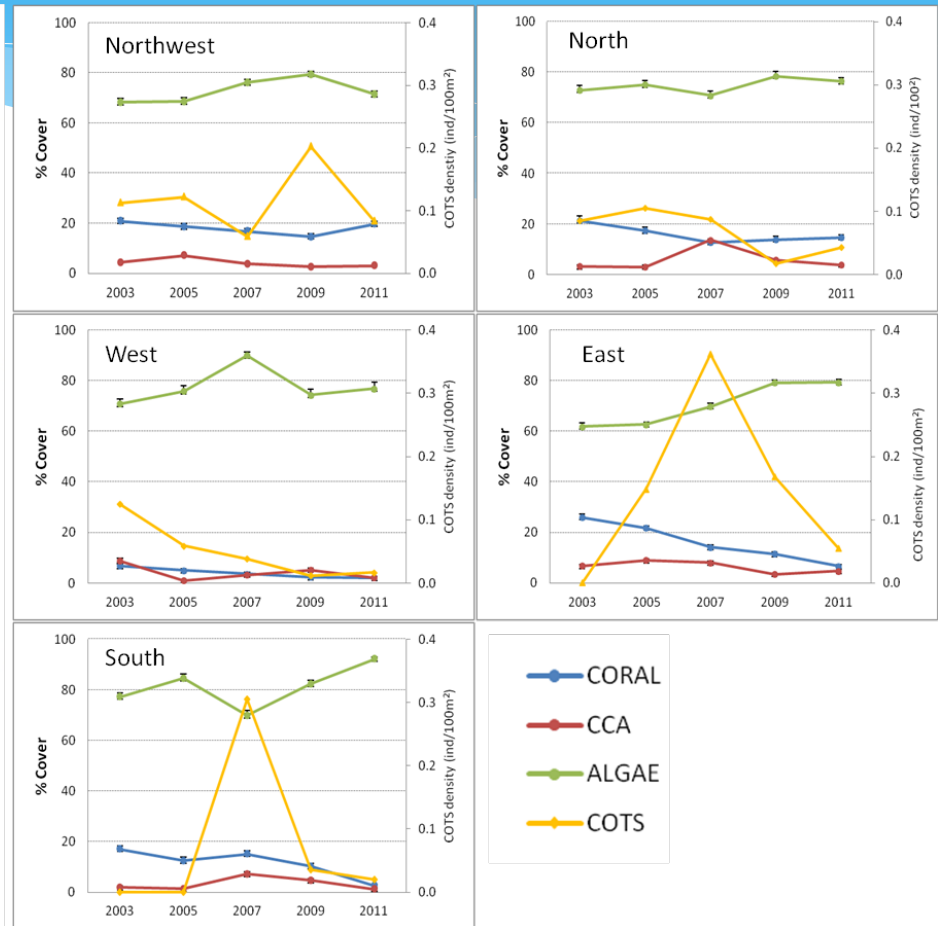 Northwest
% Cover
100
80
60
40
20
0
0.4
0.3
0.2
0.1
0.0
COTS denstiy (ind/100m²)
2003 2005 2007 2009 2011
North
% Cover
100
80
60
40
20
0
0.4
0.3
0.2
0.1
0.0
COTS density (ind/100²)
2003 2005 2007 2009 2011
West
% Cover
100
80
60
40
20
0
0.4
0.3
0.2
0.1
0.0
COTS density (ind/100m²)
2003 2005 2007 2009 2011
East
% Cover
100
80
60
40
20
0
0.4
0.3
0.2
0.1
0.0
COTS density (ind/100m²)
2003 2005 2007 2009 2011
South
% Cover
100
80
60
40
20
0
0.4
0.3
0.2
0.1
0.0
COTS density (ind/100m²)
2003 2005 2007 2009 2011
CORAL
CCA
ALGAE
COTS